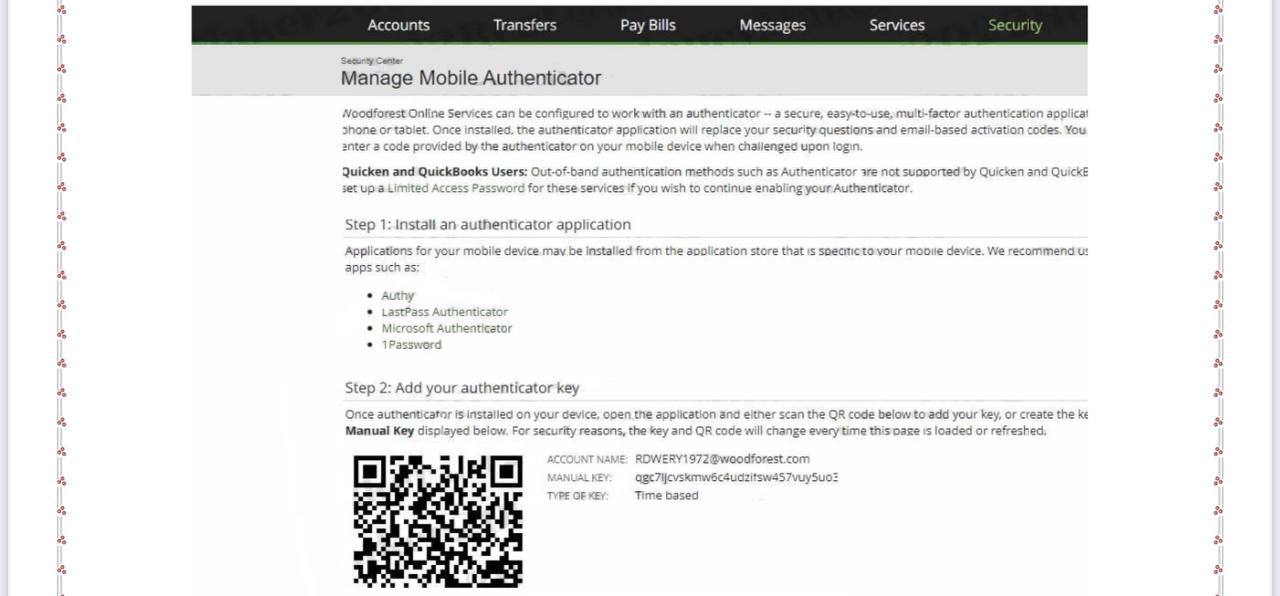 Accounts Transfers Pay Bills Messages Services Security
Security Center
Manage Mobile Authenticator
Woodforest Online Services can be configured to work with an authenticator -- a secure, easy-to-use, multi-factor authentication applicat
phone or tablet. Once installed, the authenticator application will replace your security questions and email-based activation codes. You
enter a code provided by the authenticator on your mobile device when challenged upon login.
Quicken and QuickBooks Users: Out-of-band authentication methods such as Authenticator are not supported by Quicken and QuickB
set up a Limited Access Password for these services if you wish to continue enabling your Authenticator.
Step 1: Install an authenticator application
Applications for your mobile device may be installed from the application store that is specific to your mobile device. We recommend us
apps such as:
• Authy
• LastPass Authenticator
• Microsoft Authenticator
• 1Password
Step 2: Add your authenticator key
Once authenticator is installed on your device, open the application and either scan the QR code below to add your key, or create the ke
Manual Key displayed below. For security reasons, the key and QR code will change every time this page is loaded or refreshed.
ACCOUNT NAME: RDWERY1972@woodforest.com
MANUAL KEY:
TYPE OF KEY: Time based